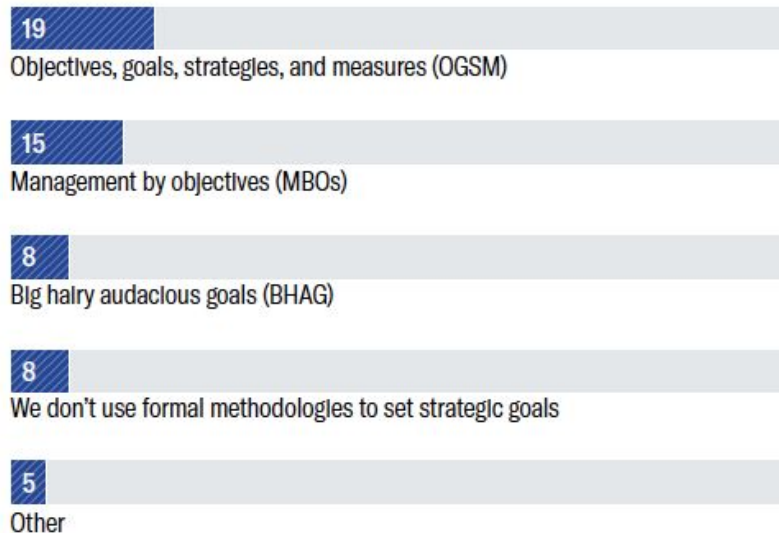 19
Objectives, goals, strategies, and measures (OGSM)
15
Management by objectives (MBOs)
8
Big hairy audacious goals (BHAG)
8
We don’t use formal methodologies to set strategic goals
5
Other